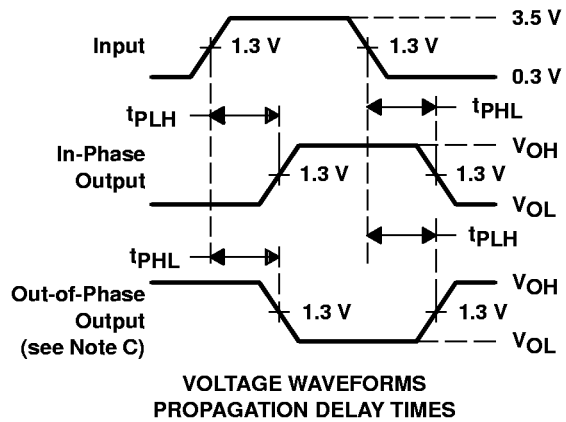 3.5 V
Input
1.3 V
1.3 V
0.3 V
tPLH
tPHL
In-Phase
Output
1.3 V
1.3 V
VOH
VOL
tPHL
tPLH
Out-of-Phase
Output
(see Note C)
1.3 V
1.3 V
VOH
VOL
VOLTAGE WAVEFORMS
PROPAGATION DELAY TIMES